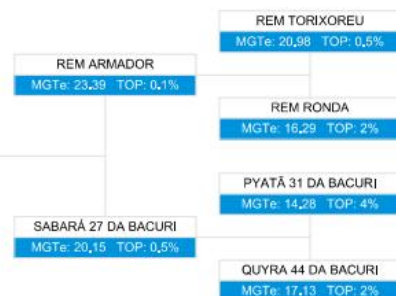 REM TORIXOREU
MGTe: 20,98 TOP: 0,5%
REM ARMADOR
MGTe: 23,39 TOP: 0,1%
REM RONDA
MGTe: 16,29 TOP: 2%
PYATÃ 31 DA BACURI
MGTe: 14,28 TOP: 4%
SABARÁ 27 DA BACURI
MGTe: 20,15 TOP: 0,5%
QUYRA 44 DA BACURI
MGTe: 17,13 TOP: 2%